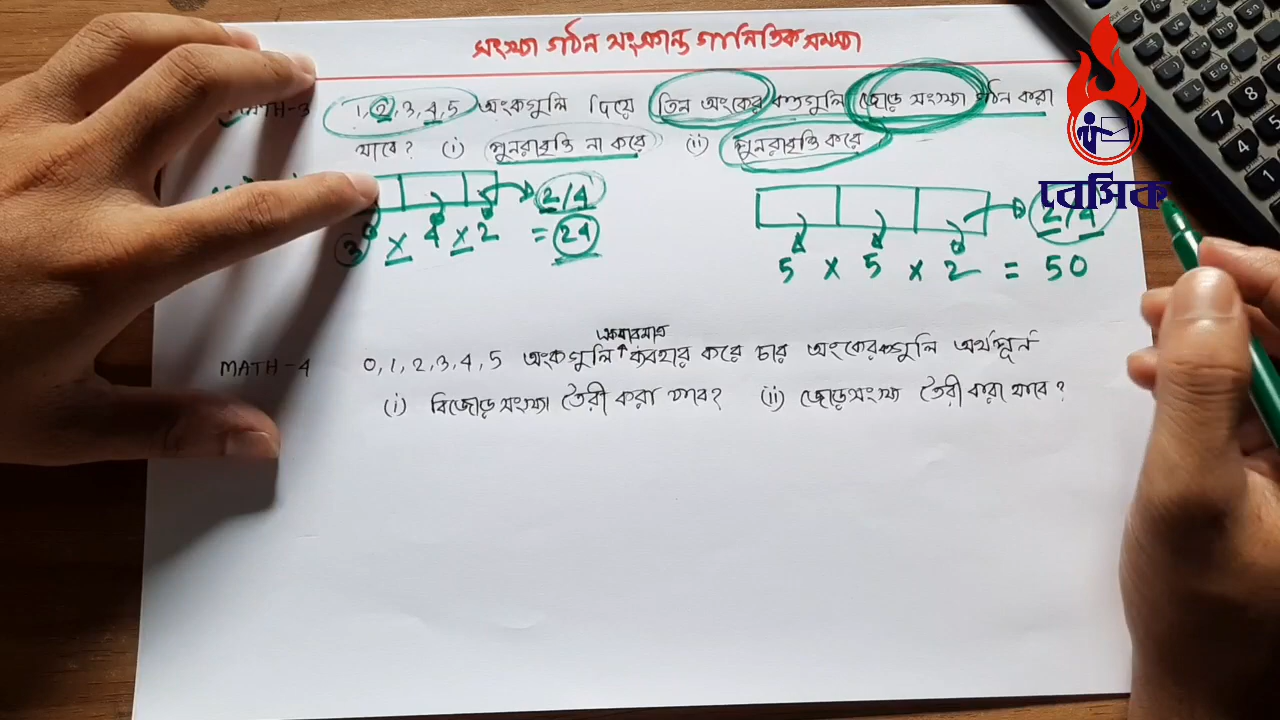 সংখ্যা গঠন সংক্রান্ত গাণিতিক সমস্যা
MATH-3 1, 2, 3, 4, 5 অংকগুলি দিয়ে তিন অংকের কতগুলি জোড় সংখ্যা গঠন করা
যাবে? (i) পুনরাবৃত্তি না করে (ii) পুনরাবৃত্তি করে
বেসিক
2/4 2/4
3 × 4 × 2 = 24
5 × 5 × 2 = 50
একবারমাত্র
MATH-4 0, 1, 2, 3, 4, 5 অংকগুলি ↑ ব্যবহার করে চার অংকের কতগুলি অর্থপূর্ন
(i) বিজোড় সংখ্যা তৈরী করা যাবে? (ii) জোড় সংখ্যা তৈরী করা যাবে?